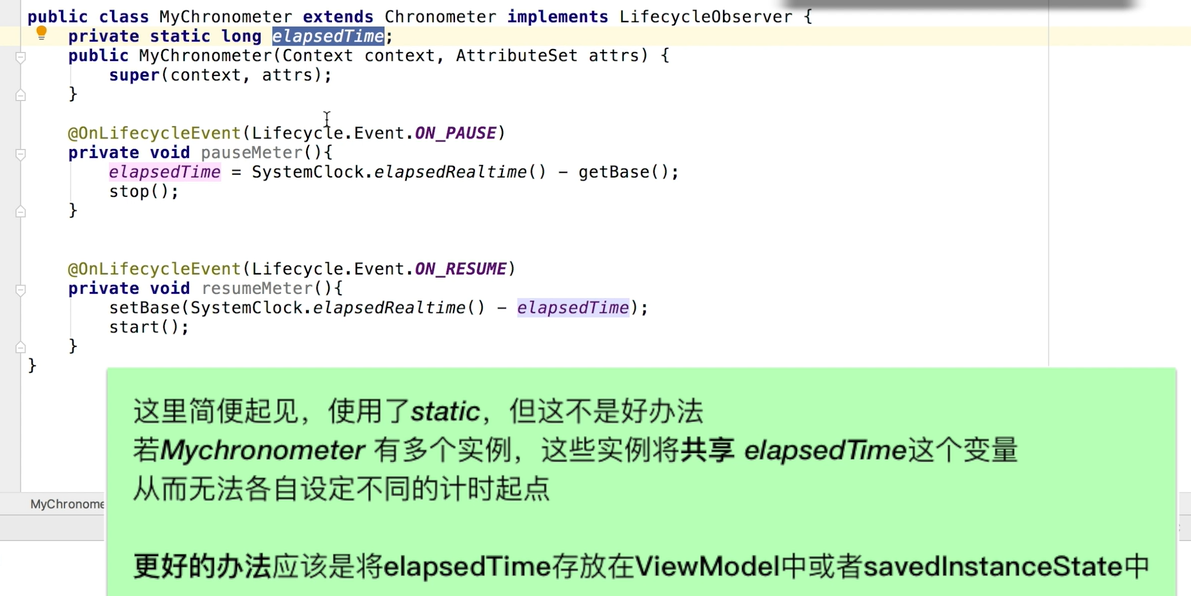 public class MyChronometer extends Chronometer implements LifecycleObserver {
private static long elapsedTime;
public MyChronometer(Context context, AttributeSet attrs) {
super(context, attrs);
}
@OnLifecycleEvent(Lifecycle.Event.ON_PAUSE)
private void pauseMeter(){
elapsedTime = SystemClock.elapsedRealtime() - getBase();
stop();
}
@OnLifecycleEvent(Lifecycle.Event.ON_RESUME)
private void resumeMeter(){
setBase(SystemClock.elapsedRealtime() - elapsedTime);
start();
}
}
这里简便起见，使用了static，但这不是好办法
若Mychronometer 有多个实例，这些实例将共享 elapsedTime这个变量
从而无法各自设定不同的计时起点
MyChronome
更好的办法应该是将elapsedTime存放在ViewModel中或者savedInstanceState中